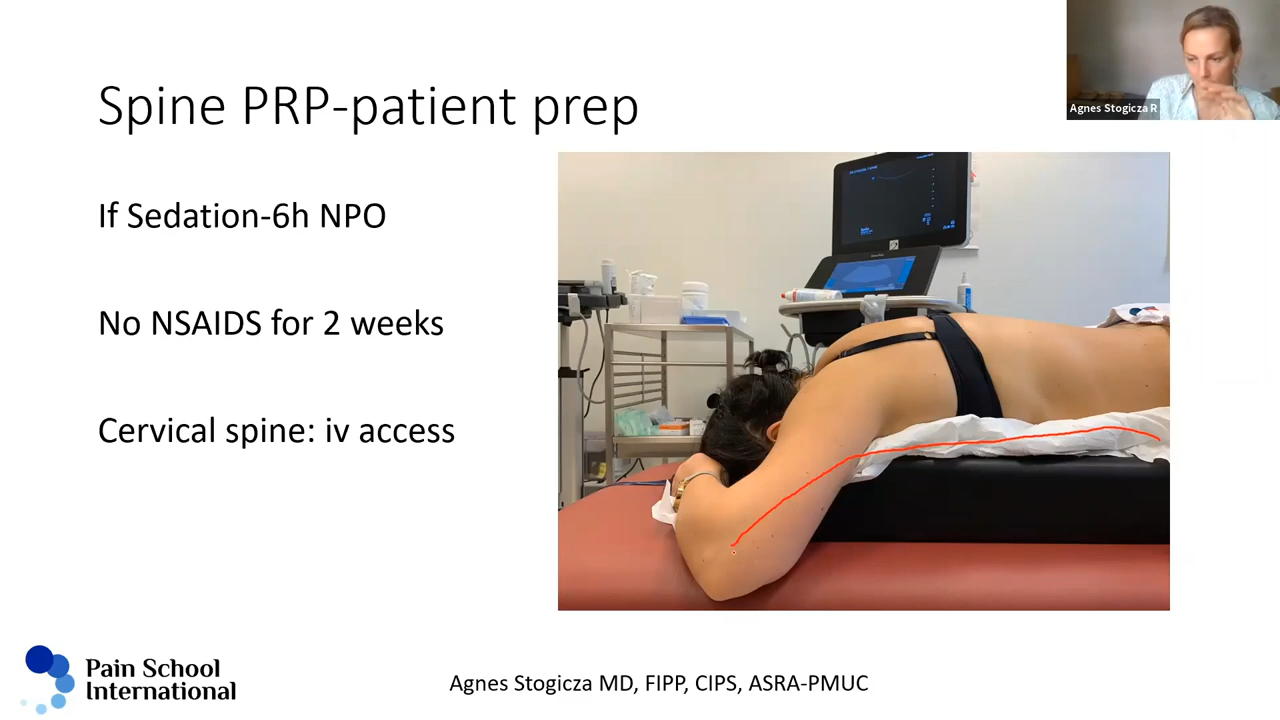 Agnes Stogicza R
Spine PRP-patient prep
If Sedation-6h NPO
No NSAIDS for 2 weeks
Cervical spine: iv access
Pain School
International
Agnes Stogicza MD, FIPP, CIPS, ASRA-PMUC